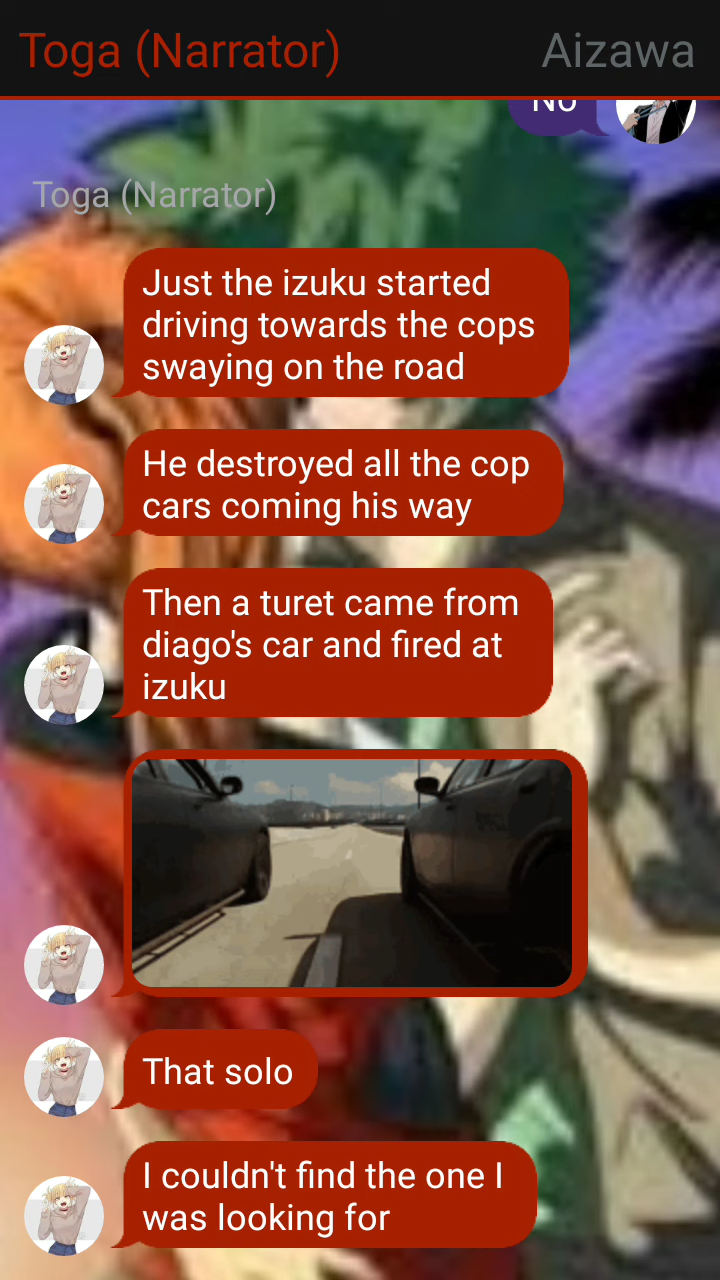 Toga (Narrator)
Aizawa
No
Toga (Narrator)
Just the izuku started
driving towards the cops
swaying on the road
He destroyed all the cop
cars coming his way
Then a turet came from
diago's car and fired at
izuku
That solo
I couldn't find the one I
was looking for